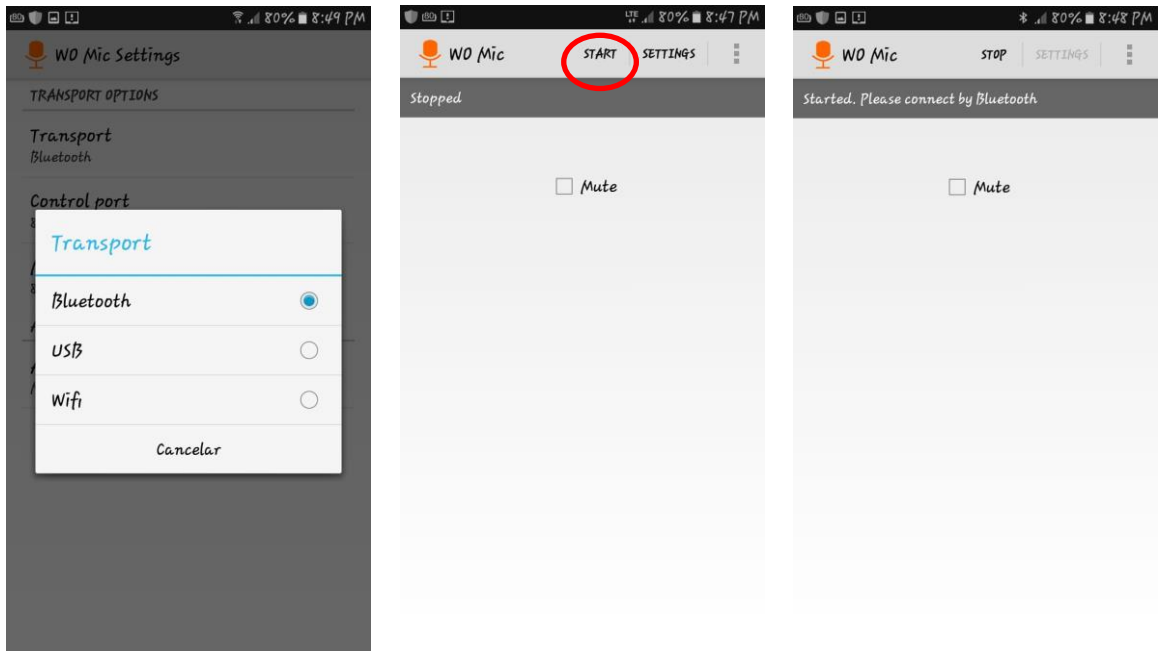 80% 8:49 PM
WO Mic Settings
TRANSPORT OPTIONS
Transport
Bluetooth
Control port
Transport
Bluetooth
USB
Wifi
Cancelar
LTE 80% 8:47 PM
WO Mic START SETTINGS
Stopped
Mute
80% 8:48 PM
WO Mic STOP SETTINGS
Started. Please connect by Bluetooth
Mute